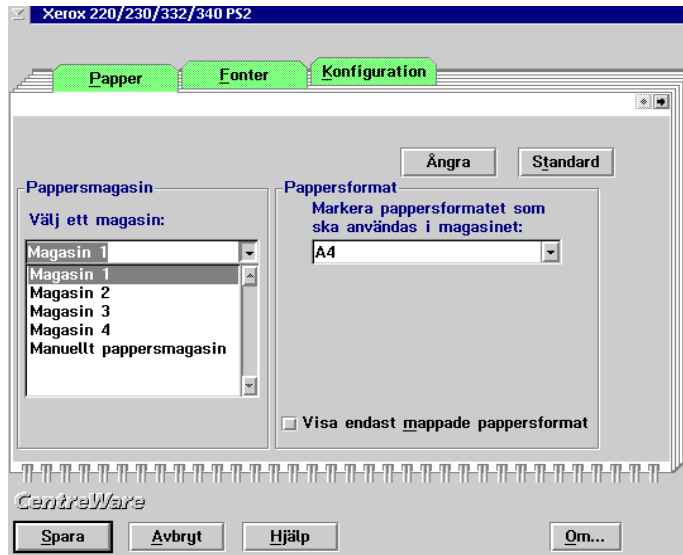 Xerox 220/230/332/340 PS2
Papper
Fonter
Konfiguration
Ångra
Standard
Pappersmagasin
Välj ett magasin:
Magasin 1
Magasin 1
Magasin 2
Magasin 3
Magasin 4
Manuellt pappersmagasin
Pappersformat
Markera pappersformatet som
ska användas i magasinet:
A4
Visa endast mappade pappersformat
CentreWare
Spara
Avbryt
Hjälp
Om...